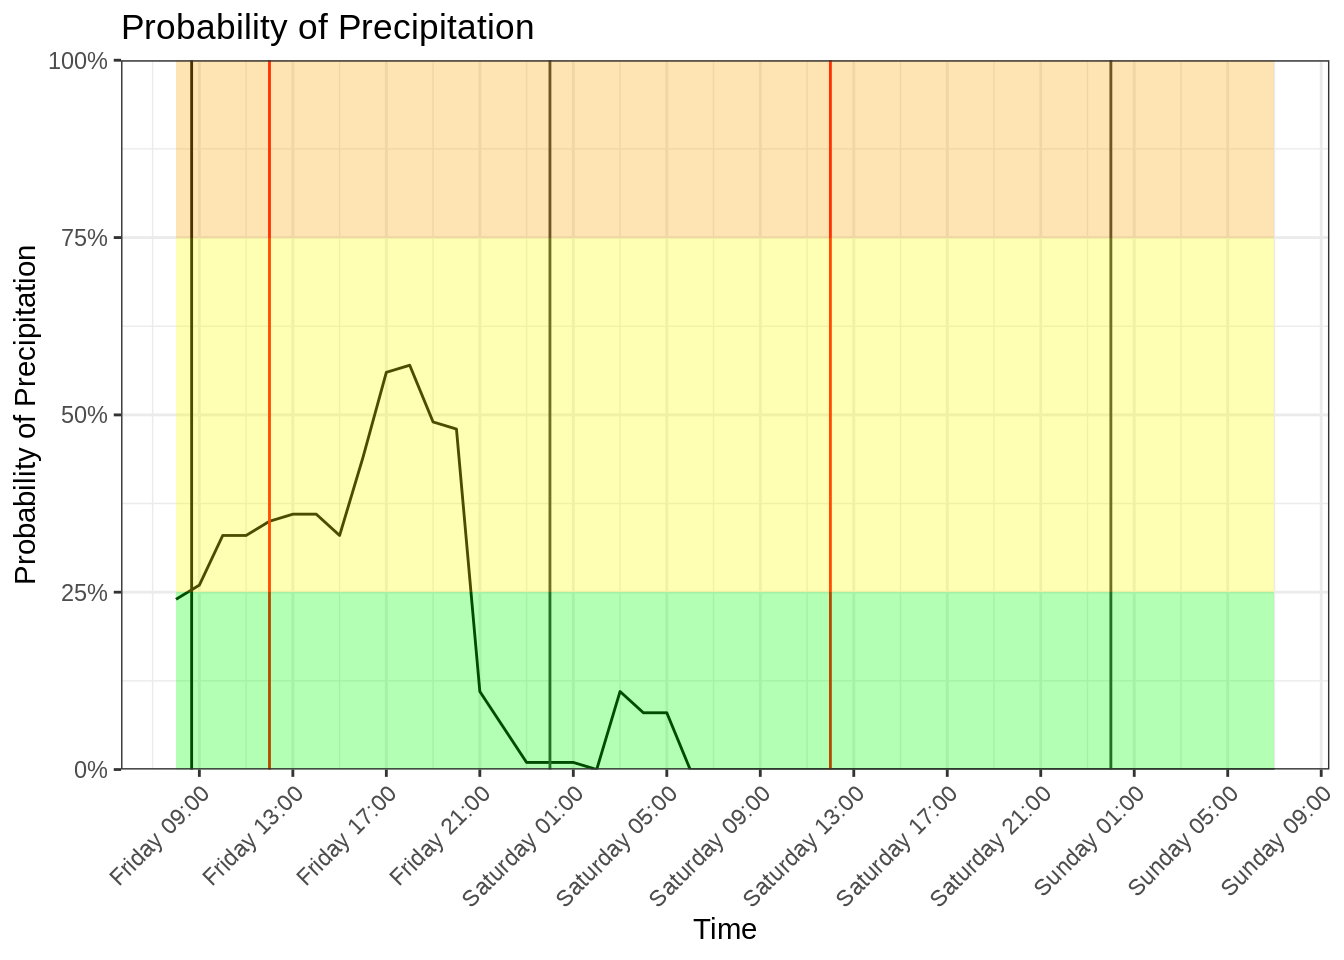 Probability of Precipitation
Probability of Precipitation
100%
75%
50%
25%
0%
Friday 09:00
Friday 13:00
Friday 17:00
Friday 21:00
Saturday 01:00
Saturday 05:00
Saturday 09:00
Saturday 13:00
Saturday 17:00
Saturday 21:00
Sunday 01:00
Sunday 05:00
Sunday 09:00
Time